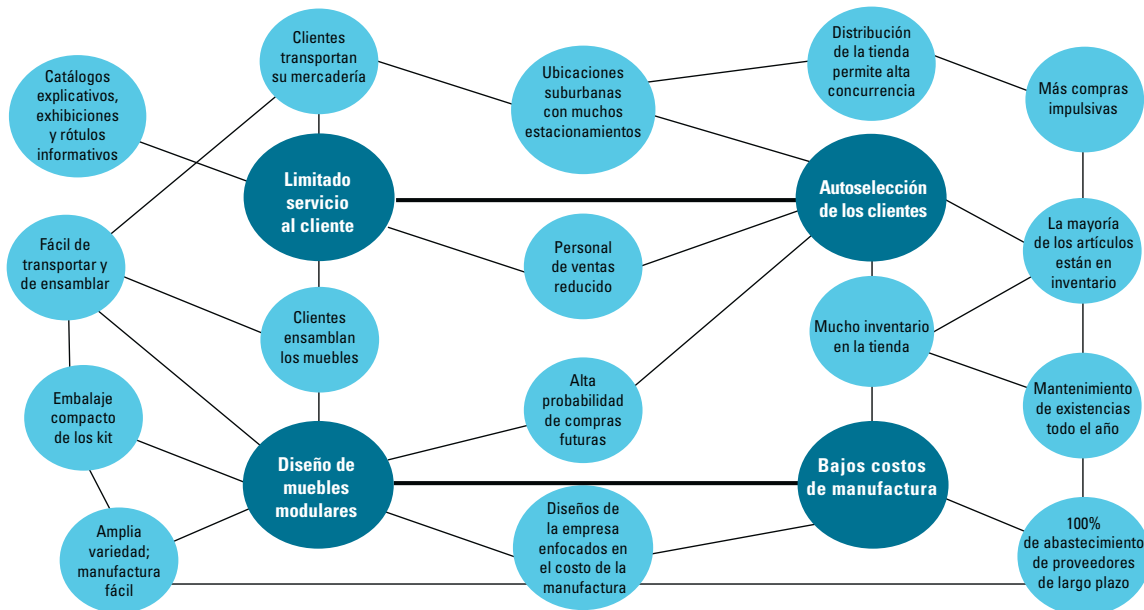 Clientes
transportan
su mercadería
Distribución
de la tienda
permite alta
concurrencia
Catálogos
explicativos,
exhibiciones
y rótulos
informativos
Ubicaciones
suburbanas
con muchos
estacionamientos
Más compras
impulsivas
Limitado
servicio
al cliente
Autoselección
de los clientes
Fácil de
transportar y
de ensamblar
Personal
de ventas
reducido
La mayoría
de los artículos
están en
inventario
Clientes
ensamblan
los muebles
Mucho inventario
en la tienda
Embalaje
compacto
de los kit
Alta
probabilidad
de compras
futuras
Mantenimiento
de existencias
todo el año
Diseño de
muebles
modulares
Bajos costos
de manufactura
Amplia
variedad;
manufactura
fácil
Diseños de
la empresa
enfocados en
el costo de la
manufactura
100%
de abastecimiento
de proveedores
de largo plazo